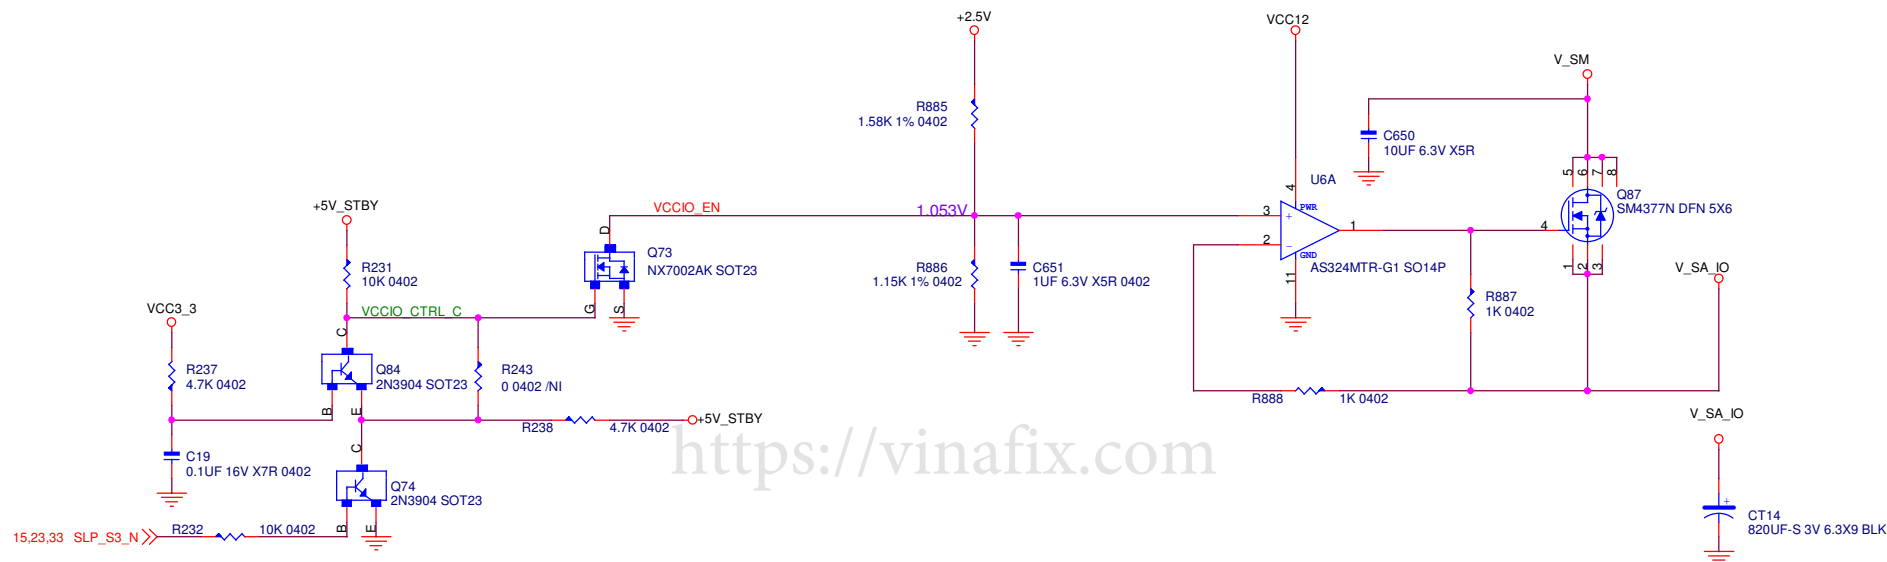 +2.5V
VCC12
V_SM
R885
1.58K 1% 0402
C650
10UF 6.3V X5R
5 6 7 8
Q87
SM4377N DFN 5X6
4
1 2 3
U6A
4
PWR
3
+
2
−
1
GND
11
AS324MTR-G1 SO14P
+5V_STBY
VCCIO_EN
1.053V
D
Q73
NX7002AK SOT23
G
S
R231
10K 0402
R886
1.15K 1% 0402
C651
1UF 6.3V X5R 0402
V_SA_IO
R887
1K 0402
VCC3_3
VCCIO_CTRL_C
C
R237
4.7K 0402
Q84
2N3904 SOT23
B
E
R243
0 0402 /NI
R888
1K 0402
R238
4.7K 0402
+5V_STBY
V_SA_IO
https://vinafix.com
C19
0.1UF 16V X7R 0402
C
Q74
2N3904 SOT23
B
E
+
CT14
820UF-S 3V 6.3X9 BLK
15,23,33 SLP_S3_N
R232
10K 0402